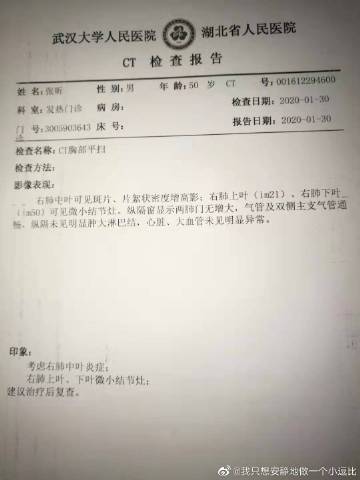 武汉大学人民医院 湖北省人民医院
CT 检查报告
姓名:张昕 性别:男 年龄:50 岁 CT 号:001612294600
科室:发热门诊 病房: 检查日期:2020-01-30
门诊号:3005903643 床号: 报告日期:2020-01-30
检查名称:CT胸部平扫
检查方法:
影像表现:
右肺中叶可见斑片、片絮状密度增高影;右肺上叶(im21)、右肺下叶
(im50)可见微小结节灶。纵隔窗显示两肺门无增大,气管及双侧主支气管通
畅,纵隔未见明显肿大淋巴结,心脏、大血管未见明显异常。
印象:
考虑右肺中叶炎症;
右肺上叶、下叶微小结节灶;
建议治疗后复查。
@我只想安静地做一个小逗比